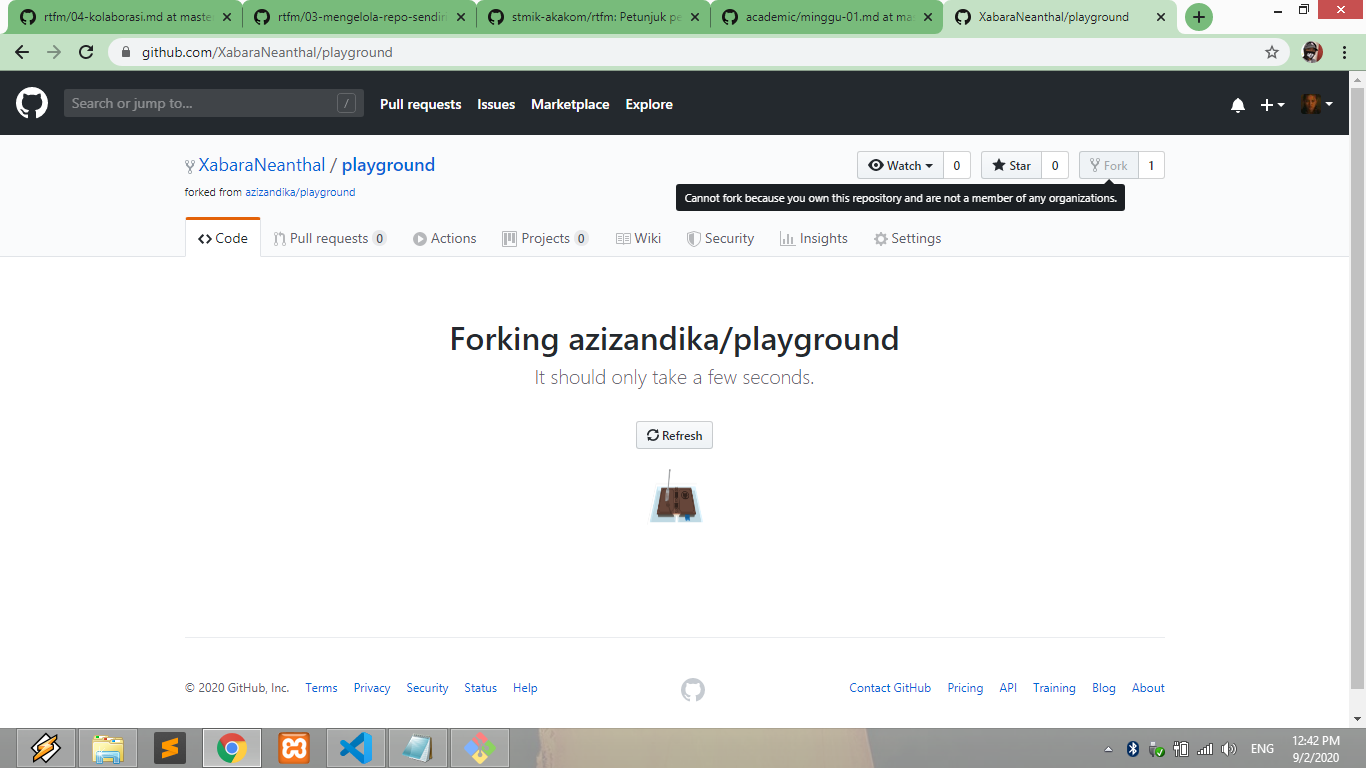 rtfm/04-kolaborasi.md at maste
rtfm/03-mengelola-repo-sendiri
stmik-akakom/rtfm: Petunjuk pe
academic/minggu-01.md at mas
XabaraNeanthal/playground
github.com/XabaraNeanthal/playground
Search or jump to... /
Pull requests Issues Marketplace Explore
XabaraNeanthal / playground
Watch 0 Star 0 Fork 1
forked from azizandika/playground
Cannot fork because you own this repository and are not a member of any organizations.
Code Pull requests 0 Actions Projects 0 Wiki Security Insights Settings
Forking azizandika/playground
It should only take a few seconds.
Refresh
© 2020 GitHub, Inc. Terms Privacy Security Status Help
Contact GitHub Pricing API Training Blog About
ENG
12:42 PM
9/2/2020